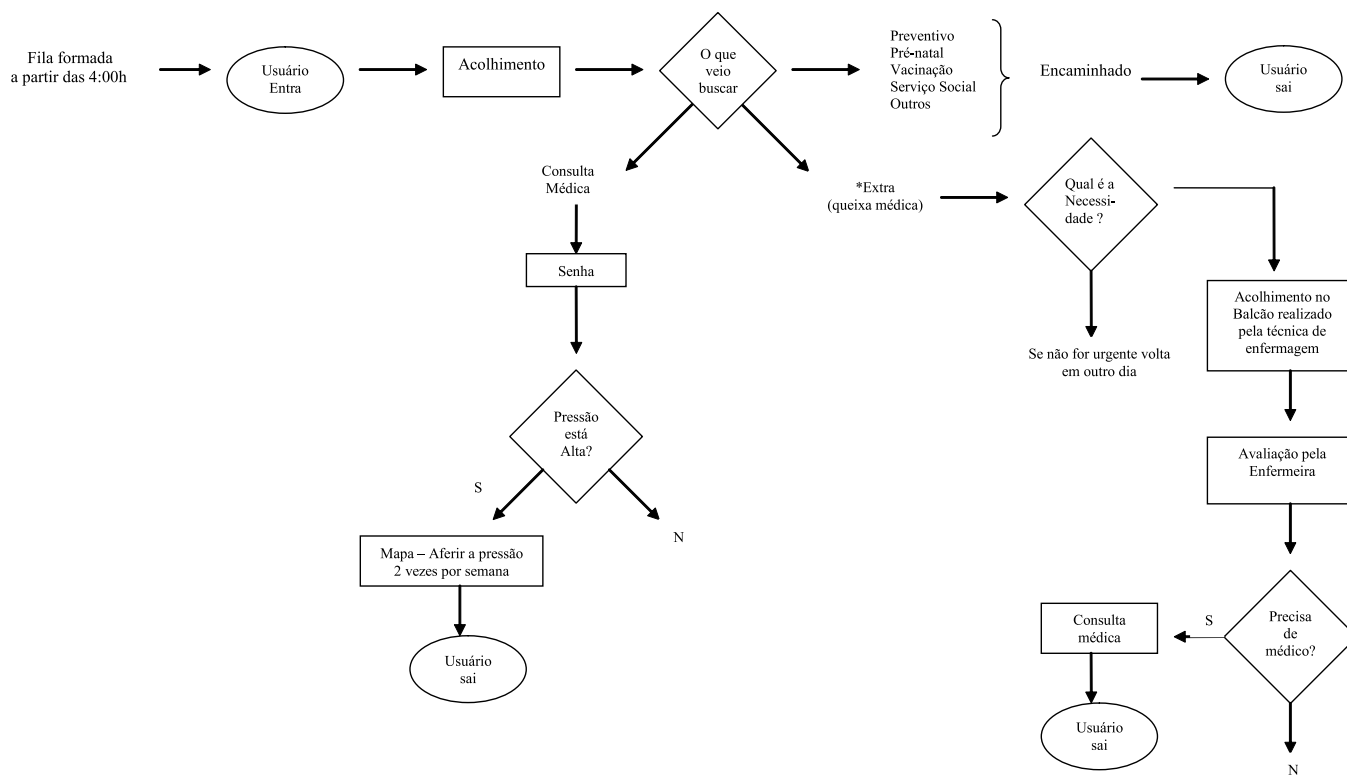 Fila formada
a partir das 4:00h
Usuário
Entra
Acolhimento
O que
veio
buscar
Preventivo
Pré-natal
Vacinação
Serviço Social
Outros
Encaminhado
Usuário
sai
Consulta
Médica
*Extra
(queixa médica)
Qual é a
Necessi-
dade ?
Senha
Acolhimento no
Balcão realizado
pela técnica de
enfermagem
Se não for urgente volta
em outro dia
Pressão
está
Alta?
S
N
Avaliação pela
Enfermeira
Mapa – Aferir a pressão
2 vezes por semana
Usuário
sai
Precisa
de
médico?
S
Consulta
médica
Usuário
sai
N